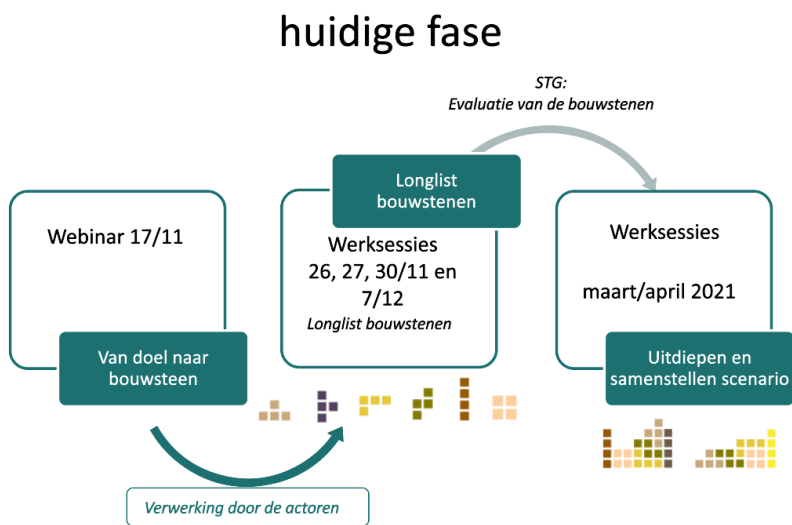 huidige fase
STG:
Evaluatie van de bouwstenen
Webinar 17/11
Van doel naar
bouwsteen
Verwerking door de actoren
Longlist
bouwstenen
Werksessies
26, 27, 30/11 en
7/12
Longlist bouwstenen
Werksessies
maart/april 2021
Uitdiepen en
samenstellen scenario